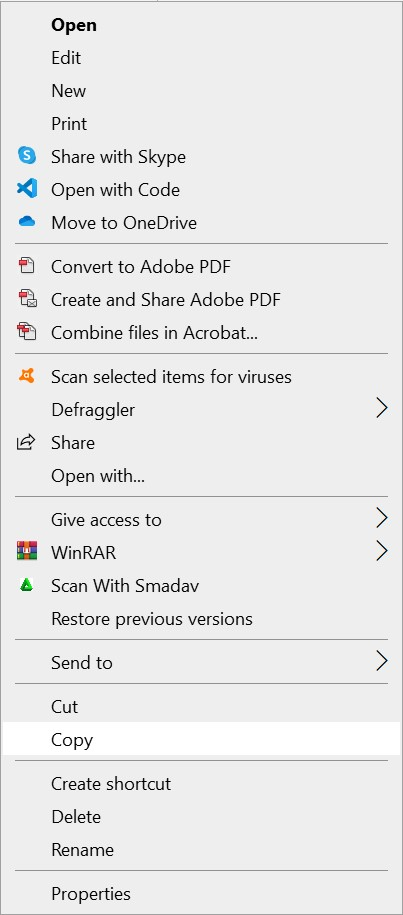 Open
Edit
New
Print
Share with Skype
Open with Code
Move to OneDrive
Convert to Adobe PDF
Create and Share Adobe PDF
Combine files in Acrobat...
Scan selected items for viruses
Defraggler
Share
Open with...
Give access to
WinRAR
Scan With Smadav
Restore previous versions
Send to
Cut
Copy
Create shortcut
Delete
Rename
Properties